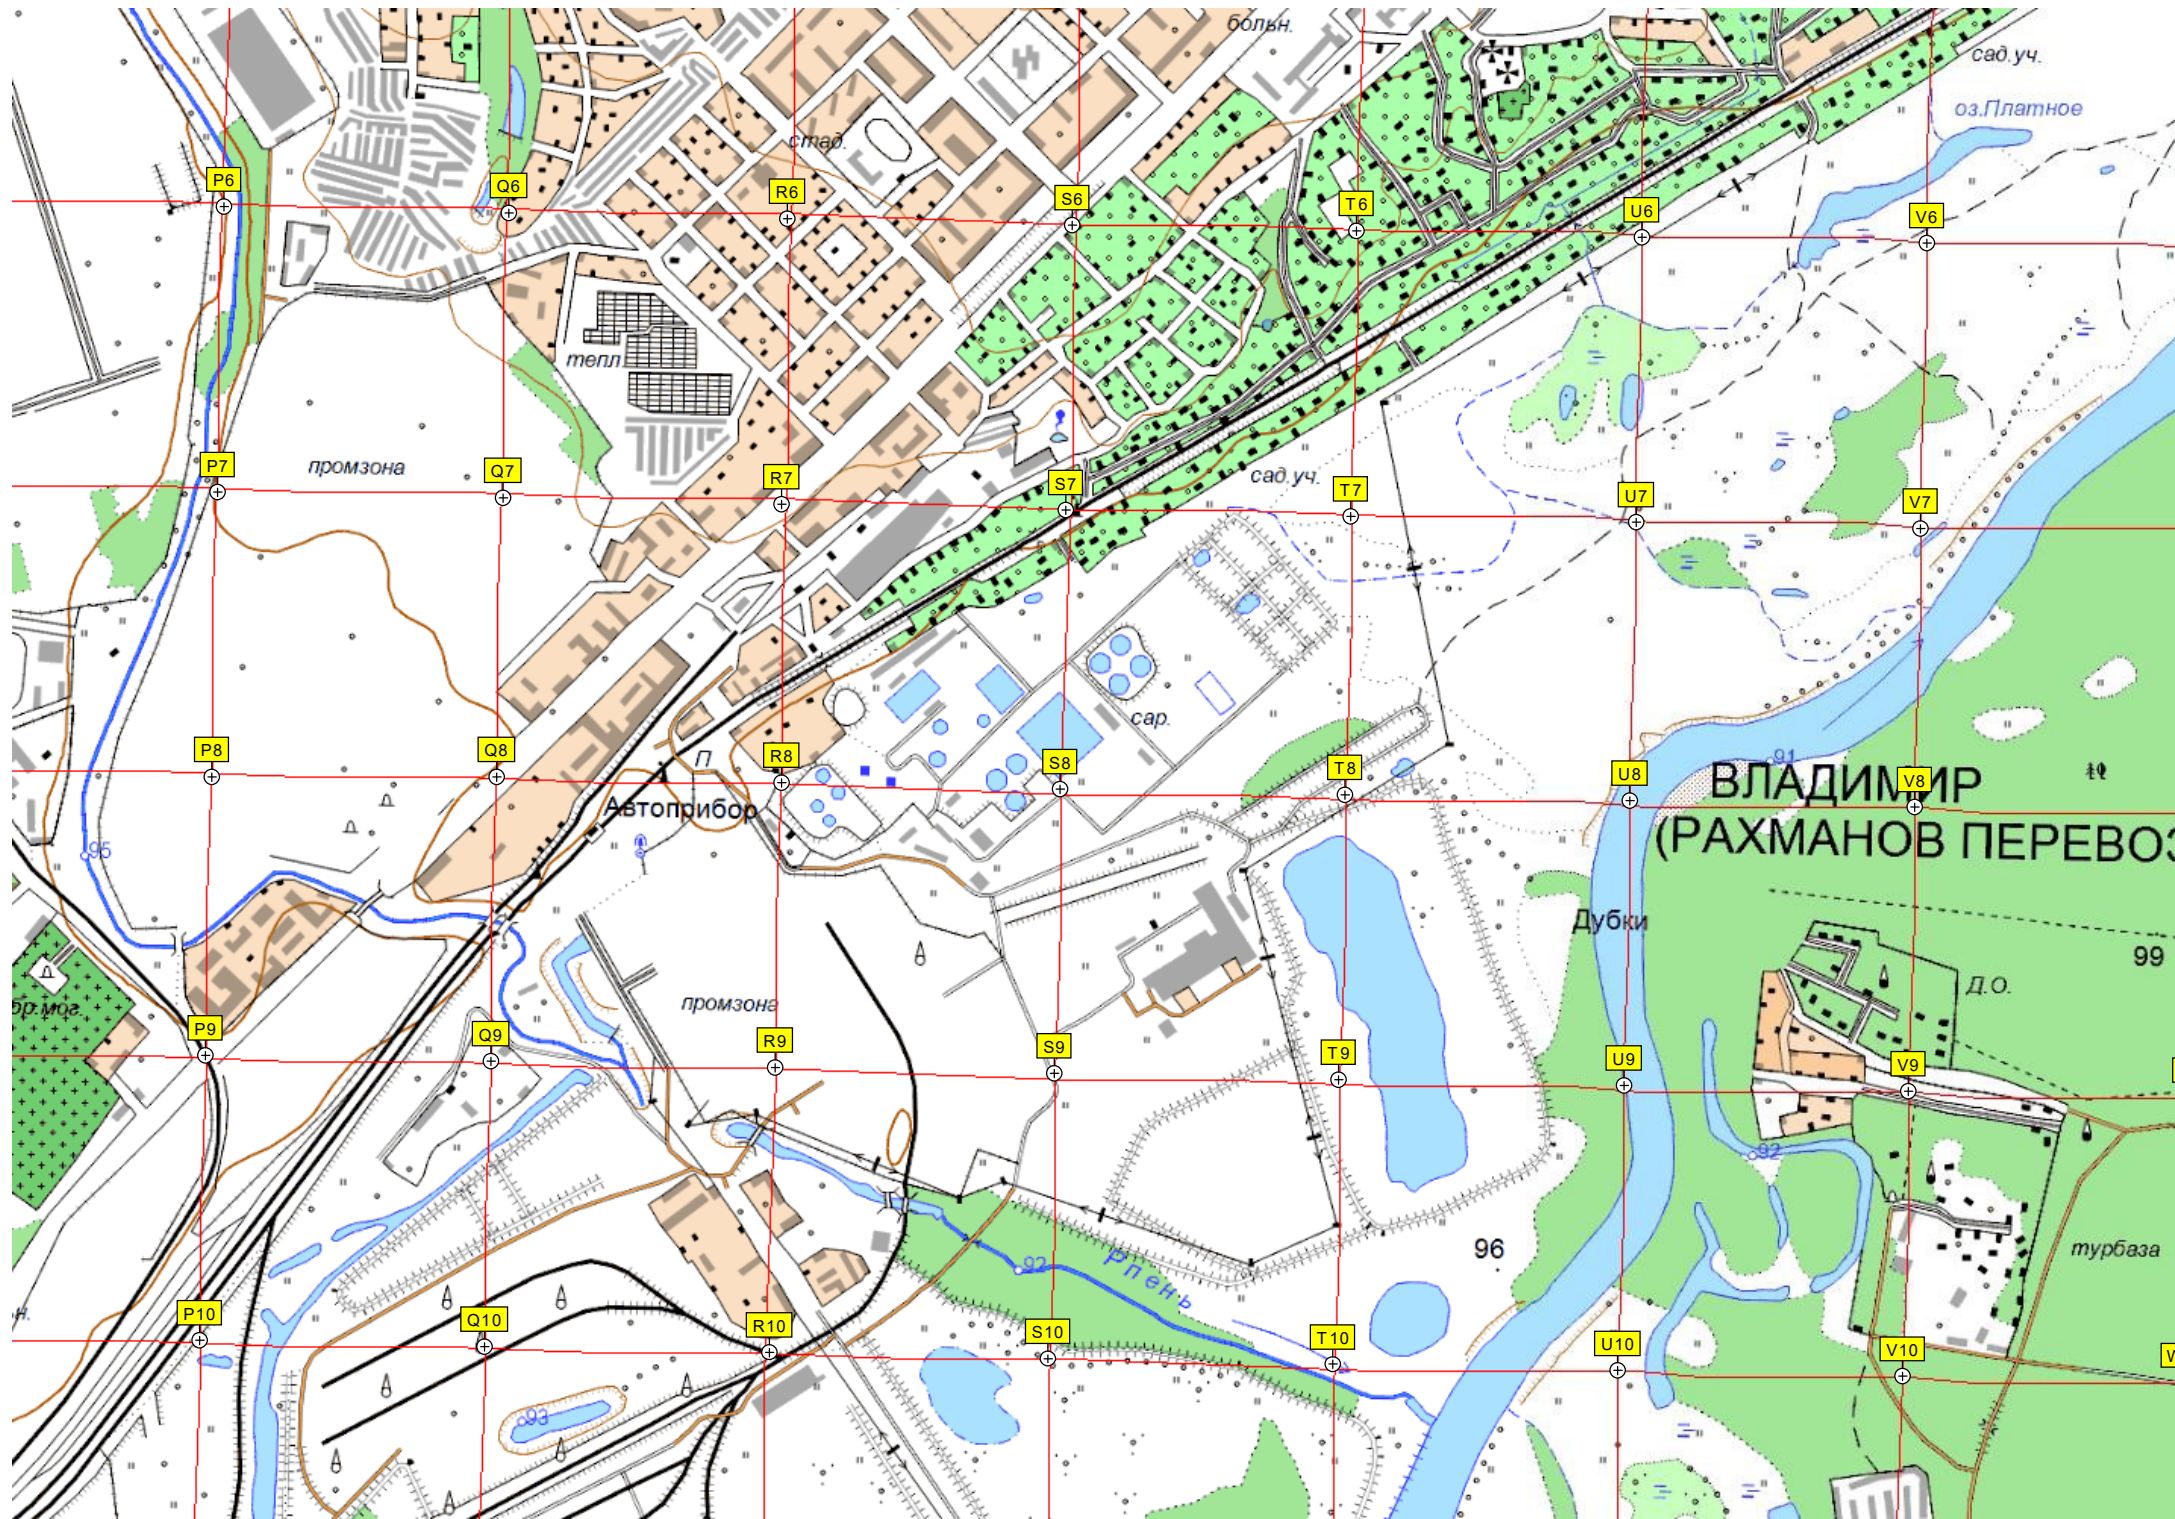 больн.
сад.уч.
оз.Платное
стад.
P6
Q6
R6
S6
T6
U6
V6
тепл.
промзона
сад.уч.
P7
Q7
R7
S7
T7
U7
V7
сар.
П
P8
Q8
R8
S8
T8
U8
V8
91
ВЛАДИМИР
Автоприбор
(РАХМАНОВ ПЕРЕВОЗ
95
Дубки
99
Д.О.
промзона
бр.мог.
P9
Q9
R9
S9
T9
U9
V9
92
96
турбаза
92
Рпень
н.
P10
Q10
R10
S10
T10
U10
V10
W
93